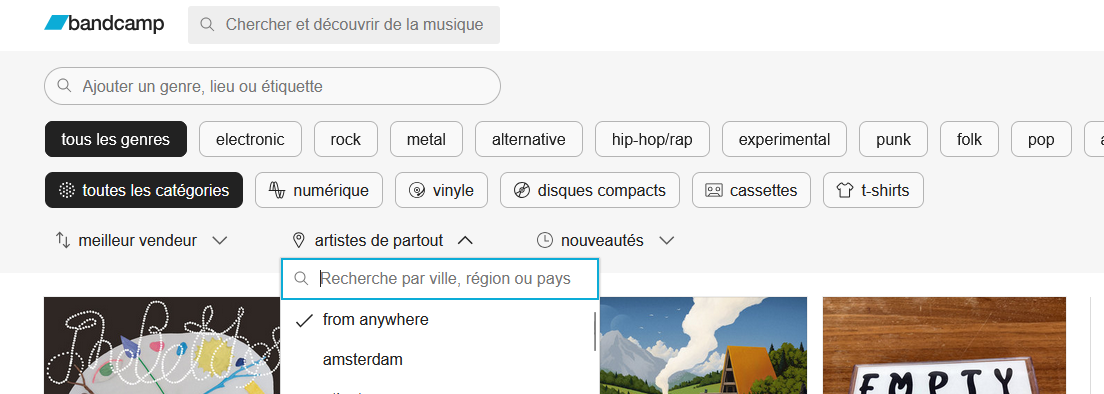 bandcamp
Chercher et découvrir de la musique
Ajouter un genre, lieu ou étiquette
tous les genres electronic rock metal alternative hip-hop/rap experimental punk folk pop
toutes les catégories numérique vinyle disques compacts cassettes t-shirts
meilleur vendeur artistes de partout nouveautés
Recherche par ville, région ou pays
from anywhere
amsterdam
EMPTY